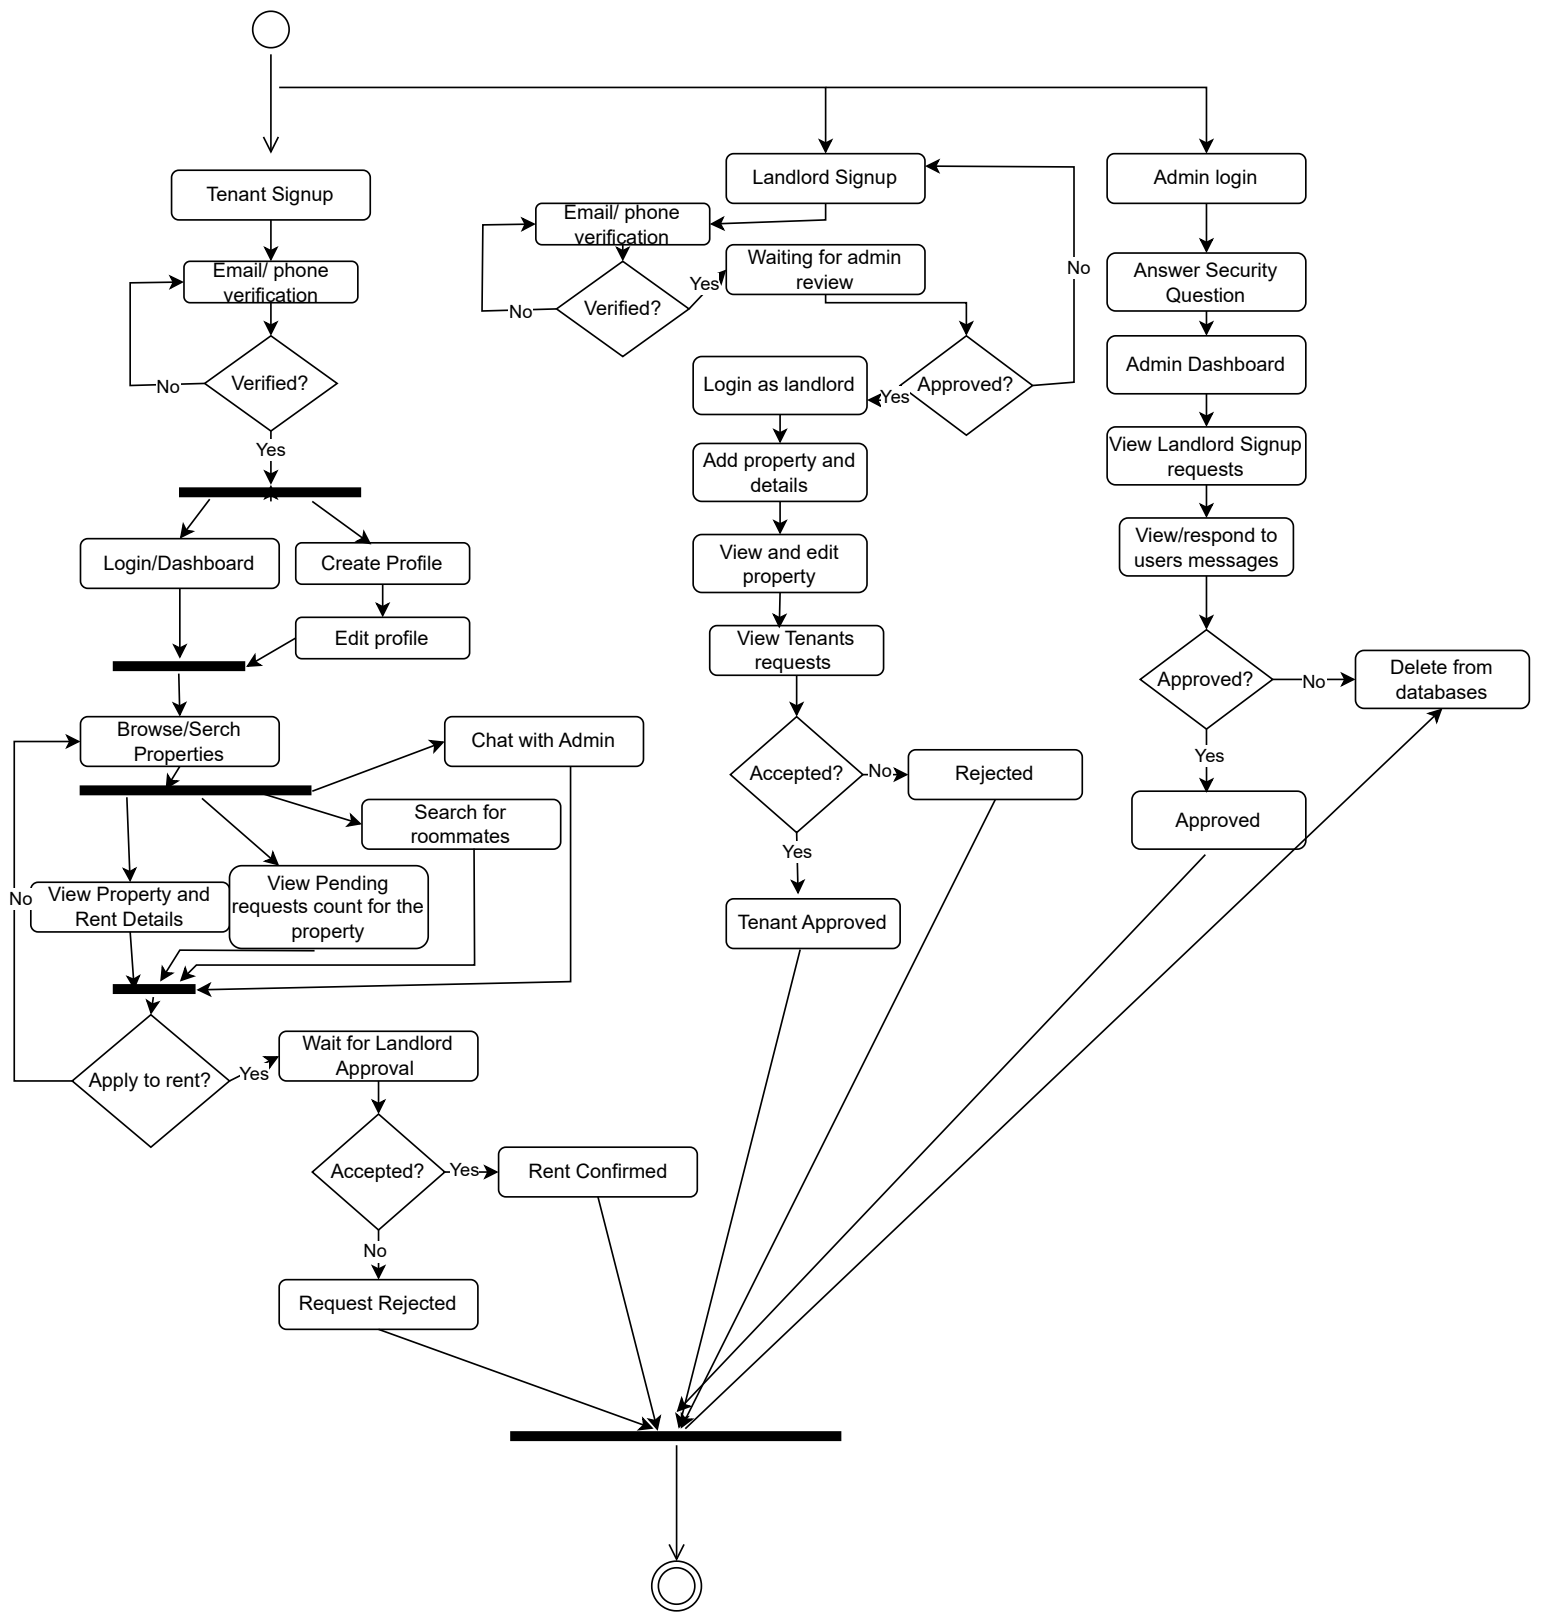 Tenant Signup
Email/ phone
verification
Verified?
No
Yes
Login/Dashboard
Create Profile
Edit profile
Browse/Serch
Properties
Chat with Admin
Search for
roommates
View Property and
Rent Details
View Pending
requests count for the
property
No
Apply to rent?
Yes
Wait for Landlord
Approval
Accepted?
Yes
Rent Confirmed
No
Request Rejected
Landlord Signup
Email/ phone
verification
Verified?
No
Yes
Waiting for admin
review
Approved?
No
Yes
Login as landlord
Add property and
details
View and edit
property
View Tenants
requests
Accepted?
No
Rejected
Yes
Tenant Approved
Admin login
Answer Security
Question
Admin Dashboard
View Landlord Signup
requests
View/respond to
users messages
Approved?
No
Delete from
databases
Yes
Approved